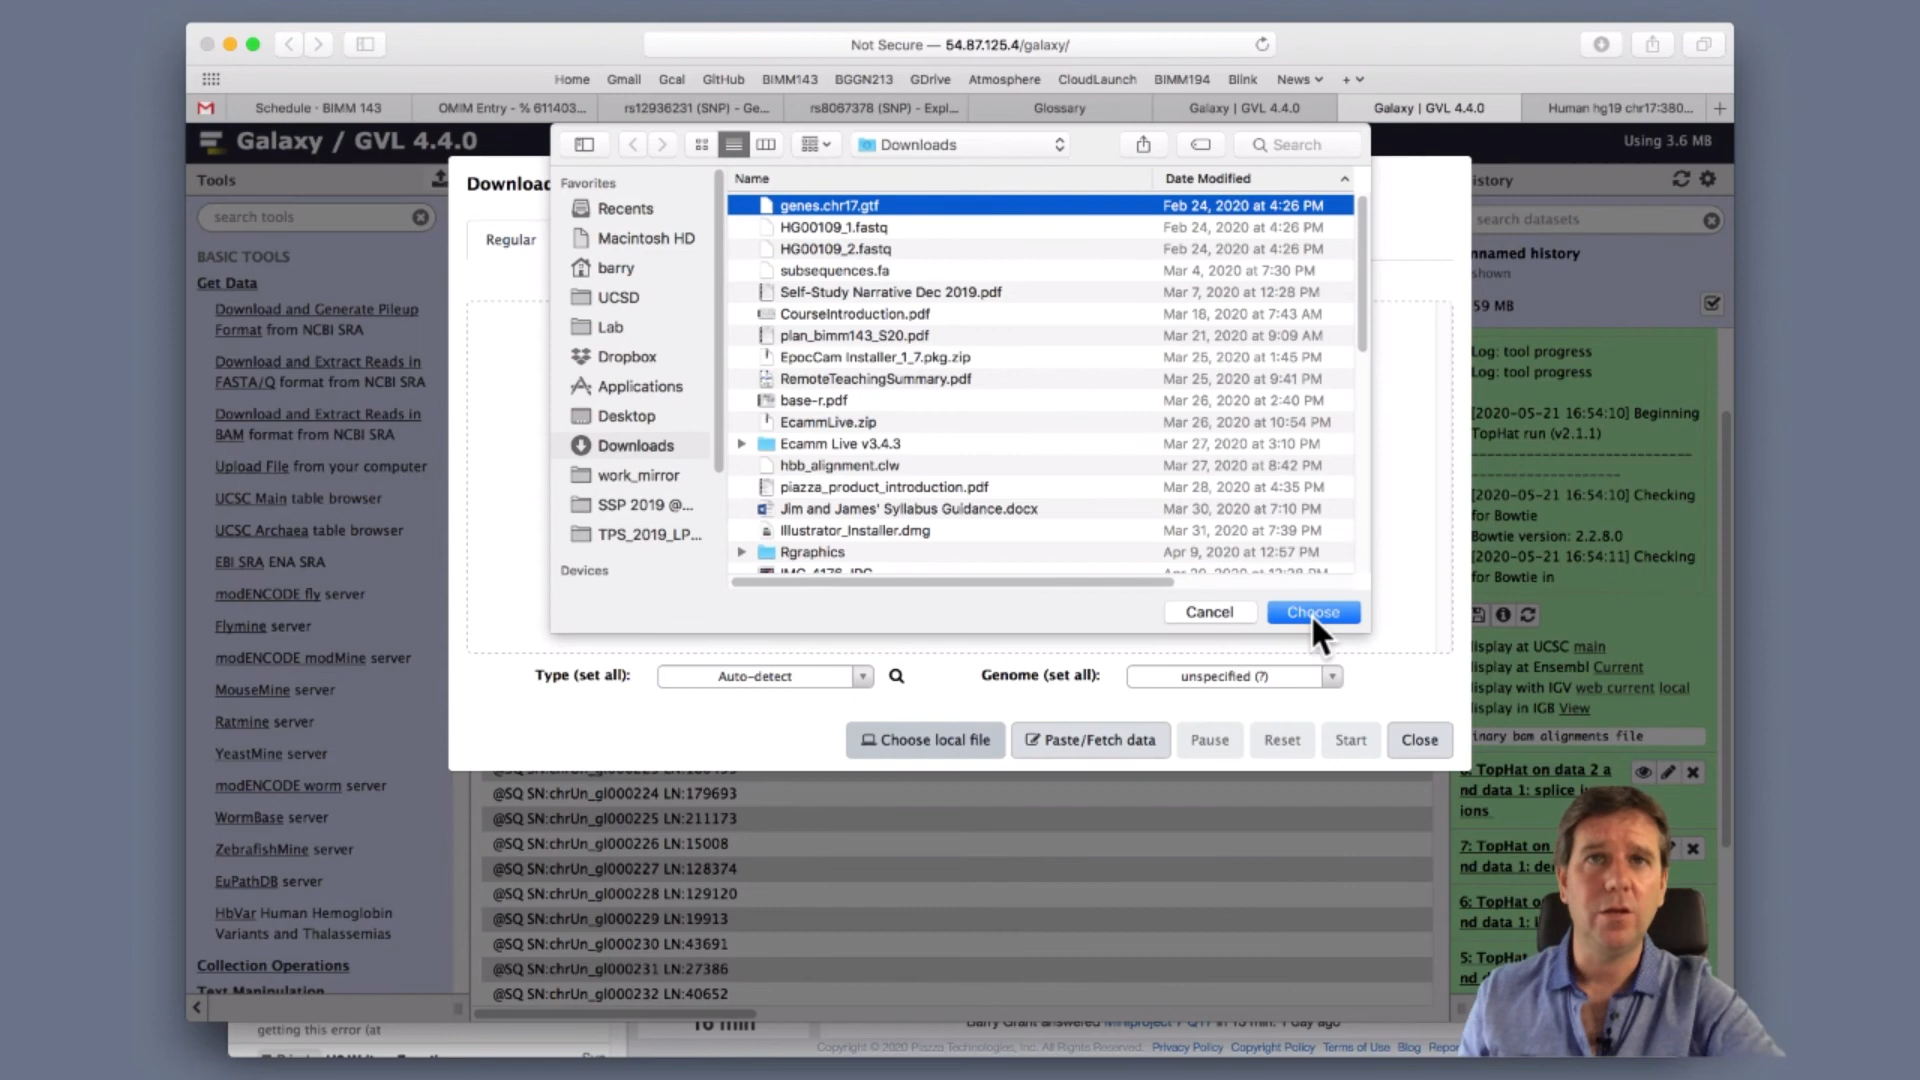 Not Secure — 54.87.125.4/galaxy/
Home Gmail Gcal GitHub BIMM143 BGGN213 GDrive Atmosphere CloudLaunch BIMM194 Blink News
Schedule · BIMM 143
OMIM Entry - % 611403...
rs12936231 (SNP) - Ge...
rs8067378 (SNP) - Expl...
Glossary
Galaxy | GVL 4.4.0
Galaxy | GVL 4.4.0
Human hg19 chr17:380...
Galaxy / GVL 4.4.0
Using 3.6 MB
Tools
search tools
BASIC TOOLS
Get Data
Download and Generate Pileup
Format from NCBI SRA
Download and Extract Reads in
FASTA/Q format from NCBI SRA
Download and Extract Reads in
BAM format from NCBI SRA
Upload File from your computer
UCSC Main table browser
UCSC Archaea table browser
EBI SRA ENA SRA
modENCODE fly server
Flymine server
modENCODE modMine server
MouseMine server
Ratmine server
YeastMine server
modENCODE worm server
WormBase server
ZebrafishMine server
EuPathDB server
HbVar Human Hemoglobin
Variants and Thalassemias
Collection Operations
Text Manipulation
Regular
Downloads
Search
Favorites
Recents
Macintosh HD
barry
UCSD
Lab
Dropbox
Applications
Desktop
Downloads
work_mirror
SSP 2019 @...
TPS_2019_LP...
Devices
Name Date Modified
genes.chr17.gtf Feb 24, 2020 at 4:26 PM
HG00109_1.fastq Feb 24, 2020 at 4:26 PM
HG00109_2.fastq Feb 24, 2020 at 4:26 PM
subsequences.fa Mar 4, 2020 at 7:30 PM
Self-Study Narrative Dec 2019.pdf Mar 7, 2020 at 12:28 PM
CourseIntroduction.pdf Mar 18, 2020 at 7:43 AM
plan_bimm143_S20.pdf Mar 21, 2020 at 9:09 AM
EpocCam Installer_1_7.pkg.zip Mar 25, 2020 at 1:45 PM
RemoteTeachingSummary.pdf Mar 25, 2020 at 9:41 PM
base-r.pdf Mar 26, 2020 at 2:40 PM
EcammLive.zip Mar 26, 2020 at 10:54 PM
Ecamm Live v3.4.3 Mar 27, 2020 at 3:10 PM
hbb_alignment.clw Mar 27, 2020 at 8:42 PM
piazza_product_introduction.pdf Mar 28, 2020 at 4:35 PM
Jim and James' Syllabus Guidance.docx Mar 30, 2020 at 7:10 PM
Illustrator_Installer.dmg Mar 31, 2020 at 7:39 PM
Rgraphics Apr 9, 2020 at 12:57 PM
Cancel Choose
Type (set all): Auto-detect Genome (set all): unspecified (?)
Choose local file Paste/Fetch data Pause Reset Start Close
@SQ SN:chrUn_gl000224 LN:179693
@SQ SN:chrUn_gl000225 LN:211173
@SQ SN:chrUn_gl000226 LN:15008
@SQ SN:chrUn_gl000227 LN:128374
@SQ SN:chrUn_gl000228 LN:129120
@SQ SN:chrUn_gl000229 LN:19913
@SQ SN:chrUn_gl000230 LN:43691
@SQ SN:chrUn_gl000231 LN:27386
@SQ SN:chrUn_gl000232 LN:40652
istory
search datasets
nnamed history
shown
59 MB
Log: tool progress
Log: tool progress
[2020-05-21 16:54:10] Beginning
TopHat run (v2.1.1)
[2020-05-21 16:54:10] Checking
for Bowtie
Bowtie version: 2.2.8.0
[2020-05-21 16:54:11] Checking
for Bowtie in
isplay at UCSC main
isplay at Ensembl Current
isplay with IGV web current local
isplay in IGB View
inary bam alignments file
TopHat on data 2 a
nd data 1: splice
ions
7: TopHat on
nd data 1: de
6: TopHat o
nd data 1: i
5: TopHat
nd
getting this error (at
10 min
Copyright © 2020 Piazza Technologies, Inc. All Rights Reserved. Privacy Policy Copyright Policy Terms of Use Blog Repor